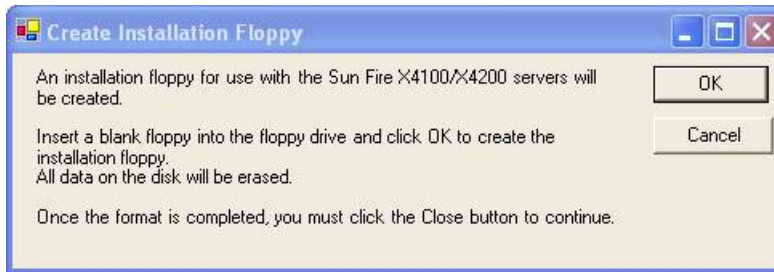 Create Installation Floppy
An installation floppy for use with the Sun Fire X4100/X4200 servers will
be created.
OK
Insert a blank floppy into the floppy drive and click OK to create the
installation floppy.
All data on the disk will be erased.
Cancel
Once the format is completed, you must click the Close button to continue.